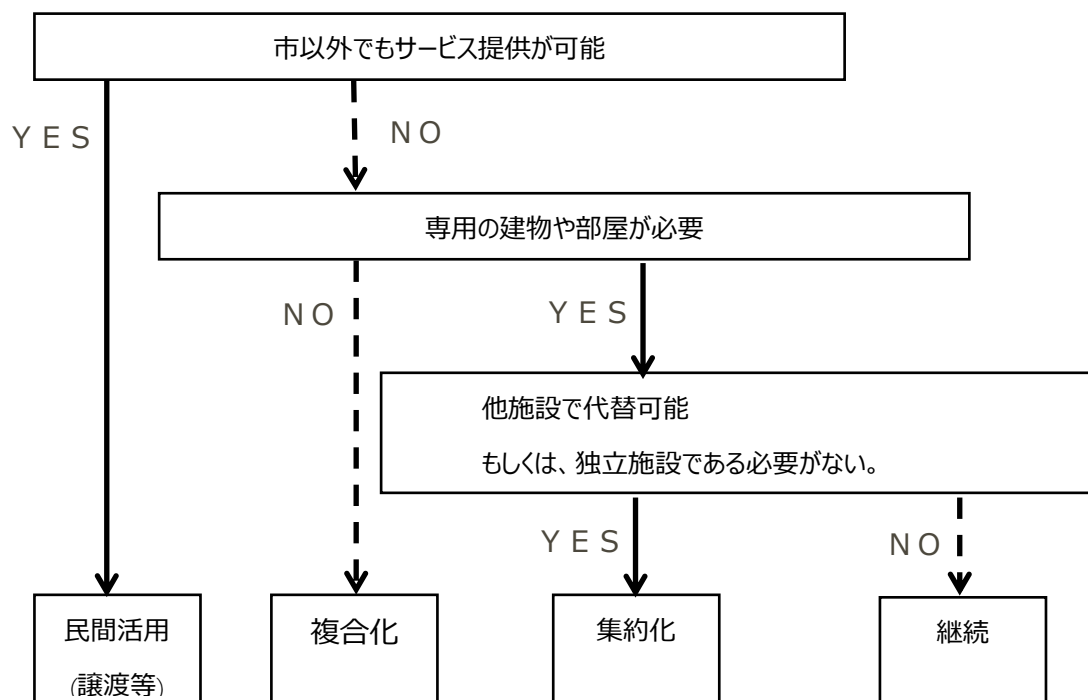 市以外でもサービス提供が可能
ＹＥＳ
ＮＯ
専用の建物や部屋が必要
ＮＯ
ＹＥＳ
他施設で代替可能
もしくは、独立施設である必要がない。
ＹＥＳ
ＮＯ
民間活用
(譲渡等)
複合化
集約化
継続